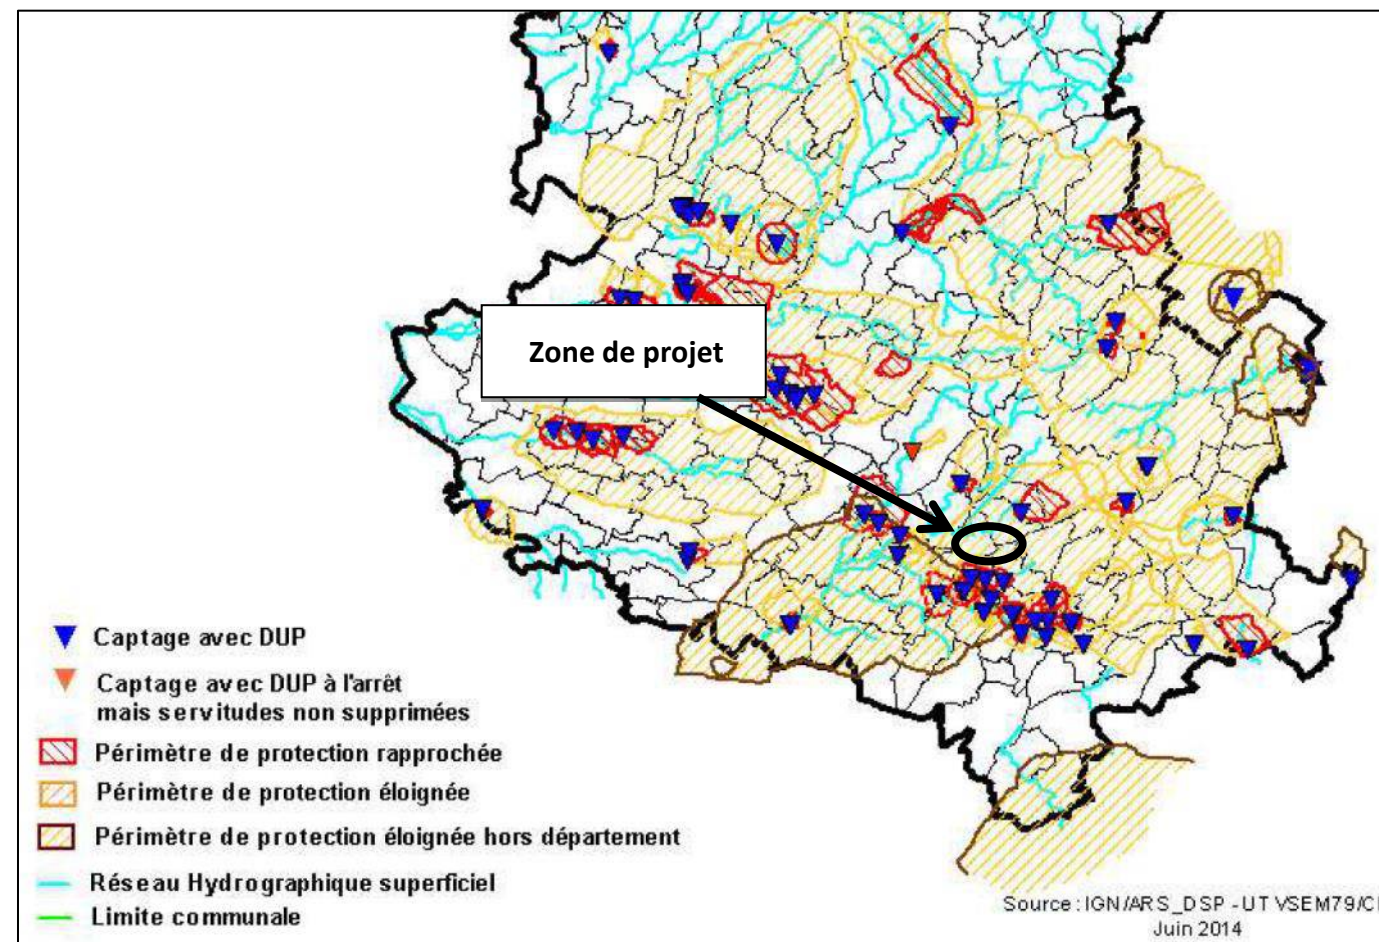 Zone de projet
Captage avec DUP
Captage avec DUP à l'arrêt
mais servitudes non supprimées
Périmètre de protection rapprochée
Périmètre de protection éloignée
Périmètre de protection éloignée hors département
Réseau Hydrographique superficiel
Limite communale
Source : IGN/ARS_DSP - UT VSEM79/C
Juin 2014